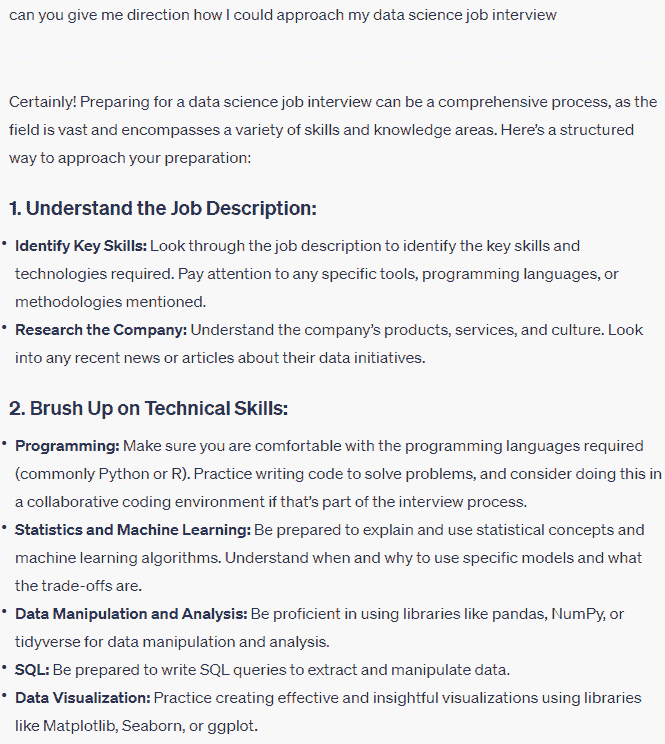 can you give me direction how I could approach my data science job interview
Certainly! Preparing for a data science job interview can be a comprehensive process, as the
field is vast and encompasses a variety of skills and knowledge areas. Here's a structured
way to approach your preparation:
1. Understand the Job Description:
• Identify Key Skills: Look through the job description to identify the key skills and
technologies required. Pay attention to any specific tools, programming languages, or
methodologies mentioned.
• Research the Company: Understand the company's products, services, and culture. Look
into any recent news or articles about their data initiatives.
2. Brush Up on Technical Skills:
• Programming: Make sure you are comfortable with the programming languages required
(commonly Python or R). Practice writing code to solve problems, and consider doing this in
a collaborative coding environment if that's part of the interview process.
• Statistics and Machine Learning: Be prepared to explain and use statistical concepts and
machine learning algorithms. Understand when and why to use specific models and what
the trade-offs are.
• Data Manipulation and Analysis: Be proficient in using libraries like pandas, NumPy, or
tidyverse for data manipulation and analysis.
• SQL: Be prepared to write SQL queries to extract and manipulate data.
• Data Visualization: Practice creating effective and insightful visualizations using libraries
like Matplotlib, Seaborn, or ggplot.